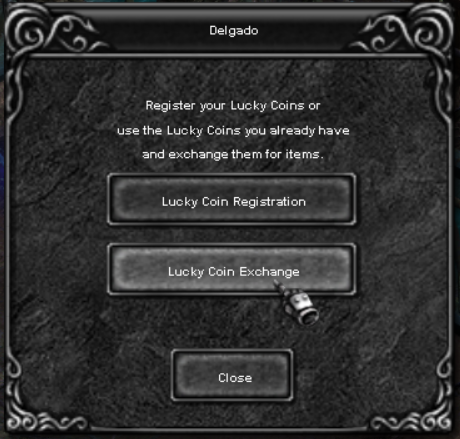 Delgado
Register your Lucky Coins or
use the Lucky Coins you already have
and exchange them for items.
Lucky Coin Registration
Lucky Coin Exchange
Close